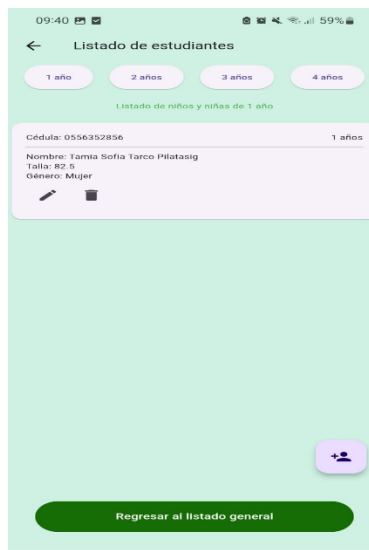 09:40 59%
Listado de estudiantes
1 año 2 años 3 años 4 años
Listado de niños y niñas de 1 año
Cédula: 0556352856 1 años
Nombre: Tamia Sofia Tarco Pilatasig
Talla: 82.5
Género: Mujer
Regresar al listado general